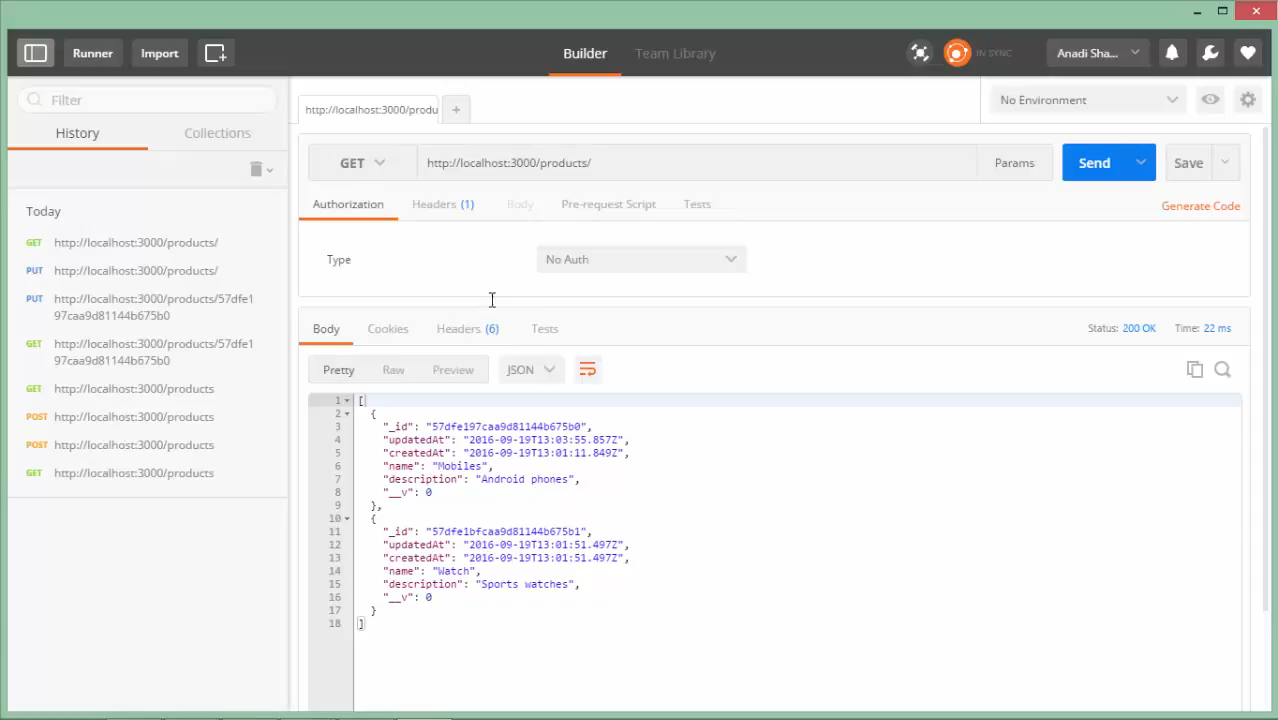 Runner
Import
Builder
Team Library
IN SYNC
Anadi Sha...
Filter
History
Collections
Today
GET http://localhost:3000/products/
PUT http://localhost:3000/products/
PUT http://localhost:3000/products/57dfe1
97caa9d81144b675b0
GET http://localhost:3000/products/57dfe1
97caa9d81144b675b0
GET http://localhost:3000/products
POST http://localhost:3000/products
POST http://localhost:3000/products
GET http://localhost:3000/products
http://localhost:3000/produ
+
No Environment
GET
http://localhost:3000/products/
Params
Send
Save
Authorization
Headers (1)
Body
Pre-request Script
Tests
Generate Code
Type
No Auth
Body
Cookies
Headers (6)
Tests
Status: 200 OK
Time: 22 ms
Pretty
Raw
Preview
JSON
1 [
2 {
3 "_id": "57dfe197caa9d81144b675b0",
4 "updatedAt": "2016-09-19T13:03:55.857Z",
5 "createdAt": "2016-09-19T13:01:11.849Z",
6 "name": "Mobiles",
7 "description": "Android phones",
8 "__v": 0
9 },
10 {
11 "_id": "57dfe1bfcaa9d81144b675b1",
12 "updatedAt": "2016-09-19T13:01:51.497Z",
13 "createdAt": "2016-09-19T13:01:51.497Z",
14 "name": "Watch",
15 "description": "Sports watches",
16 "__v": 0
17 }
18 ]